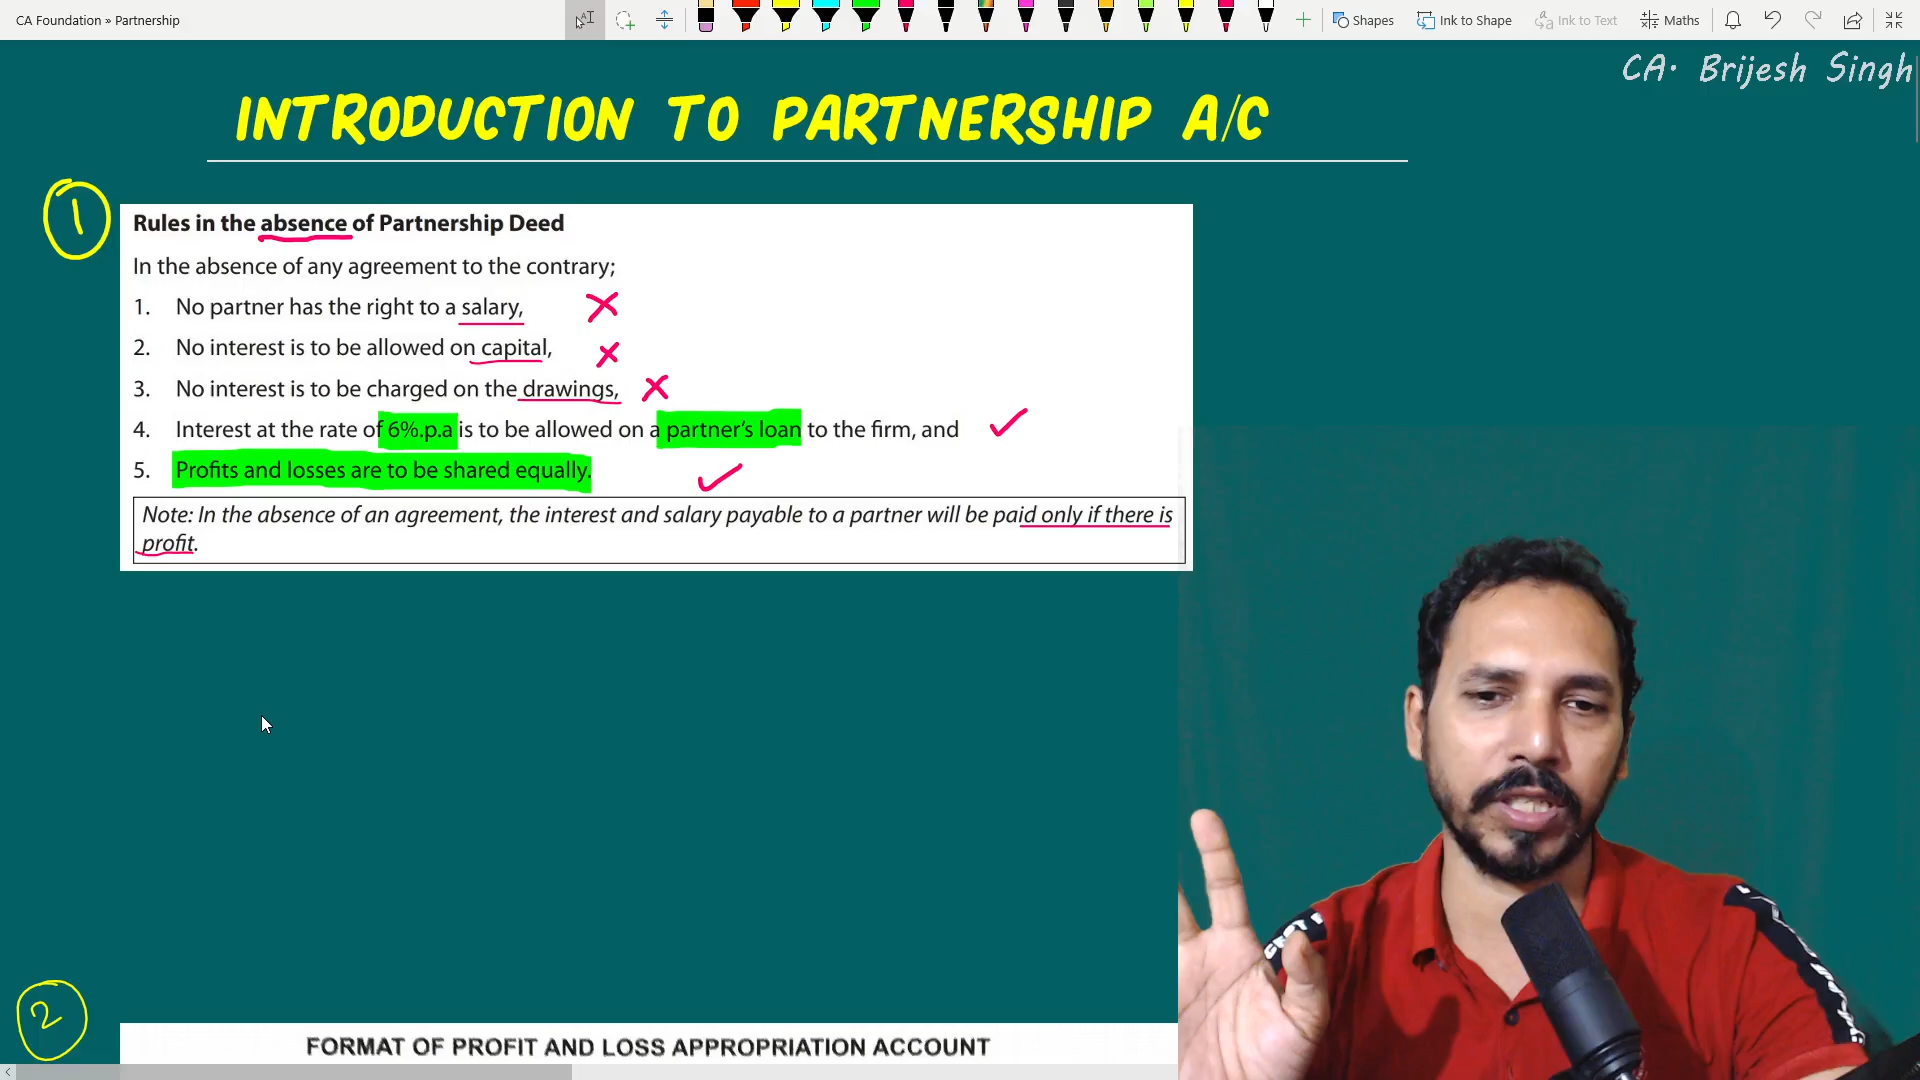 CA Foundation » Partnership
Shapes
Ink to Shape
Ink to Text
Maths
CA. Brijesh Singh
INTRODUCTION TO PARTNERSHIP A/C
1
Rules in the absence of Partnership Deed
In the absence of any agreement to the contrary;
1. No partner has the right to a salary,
2. No interest is to be allowed on capital,
3. No interest is to be charged on the drawings,
4. Interest at the rate of 6%.p.a is to be allowed on a partner's loan to the firm, and
5. Profits and losses are to be shared equally.
Note: In the absence of an agreement, the interest and salary payable to a partner will be paid only if there is
profit.
2
FORMAT OF PROFIT AND LOSS APPROPRIATION ACCOUNT